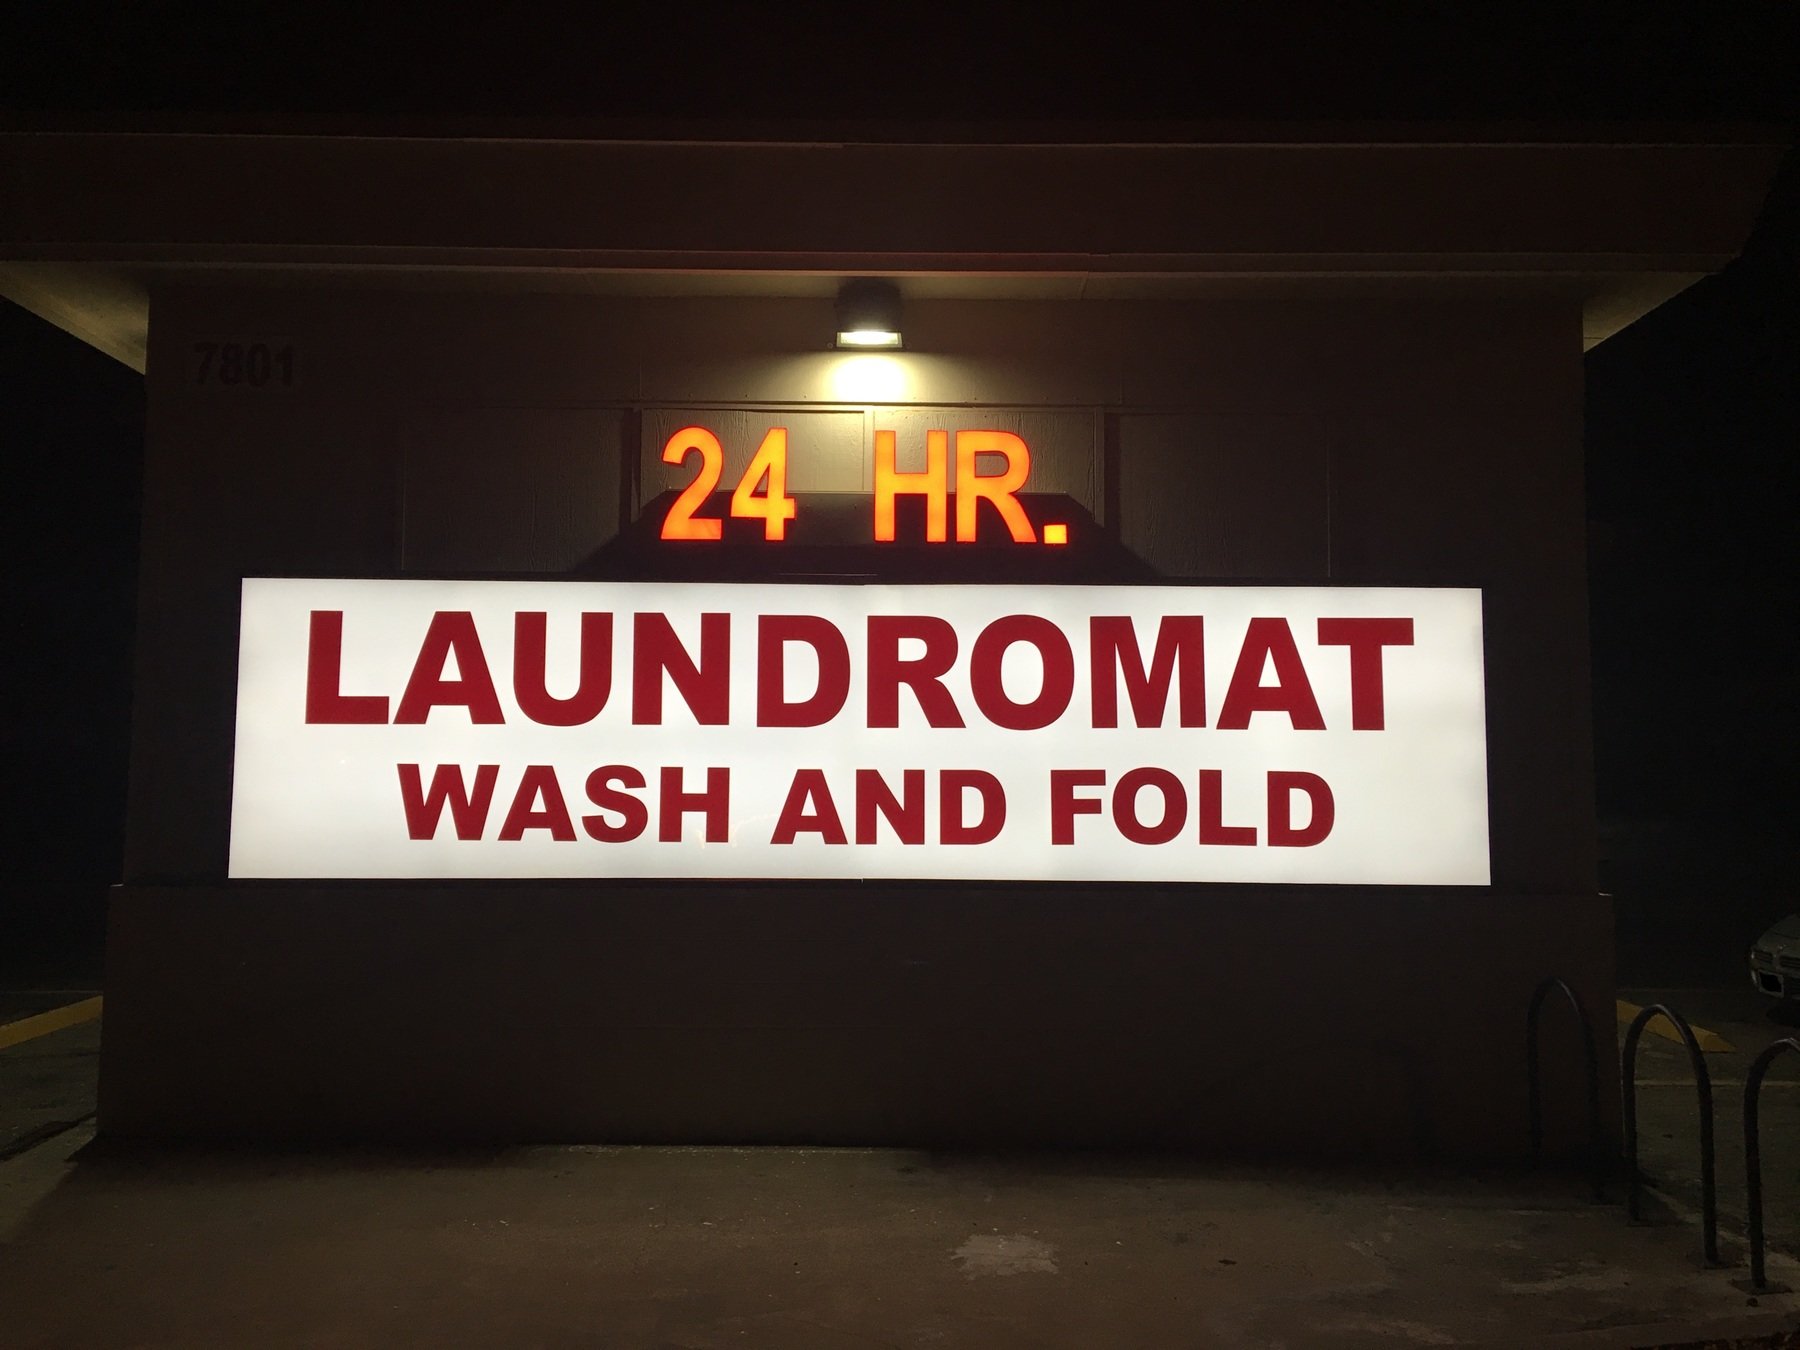 7801
24 HR.
LAUNDROMAT
WASH AND FOLD